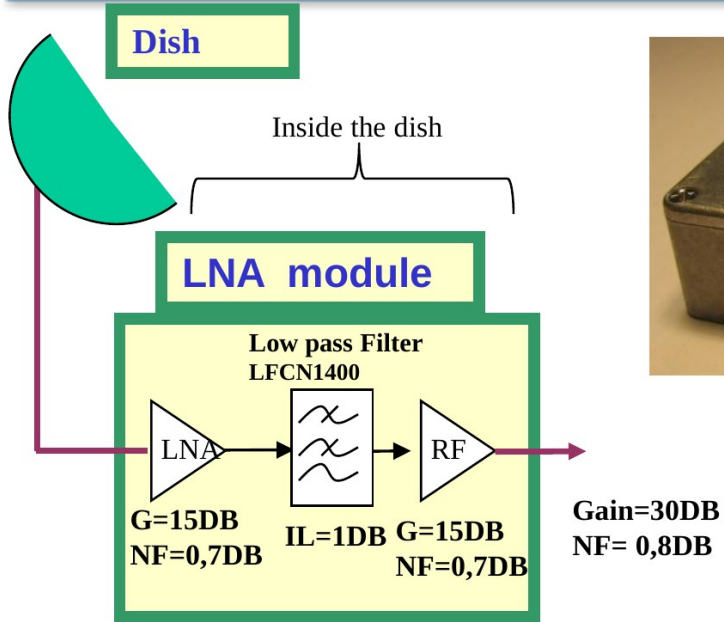 Dish
Inside the dish
LNA module
Low pass Filter
LFCN1400
LNA
RF
G=15DB
NF=0,7DB
IL=1DB
G=15DB
NF=0,7DB
Gain=30DB
NF= 0,8DB